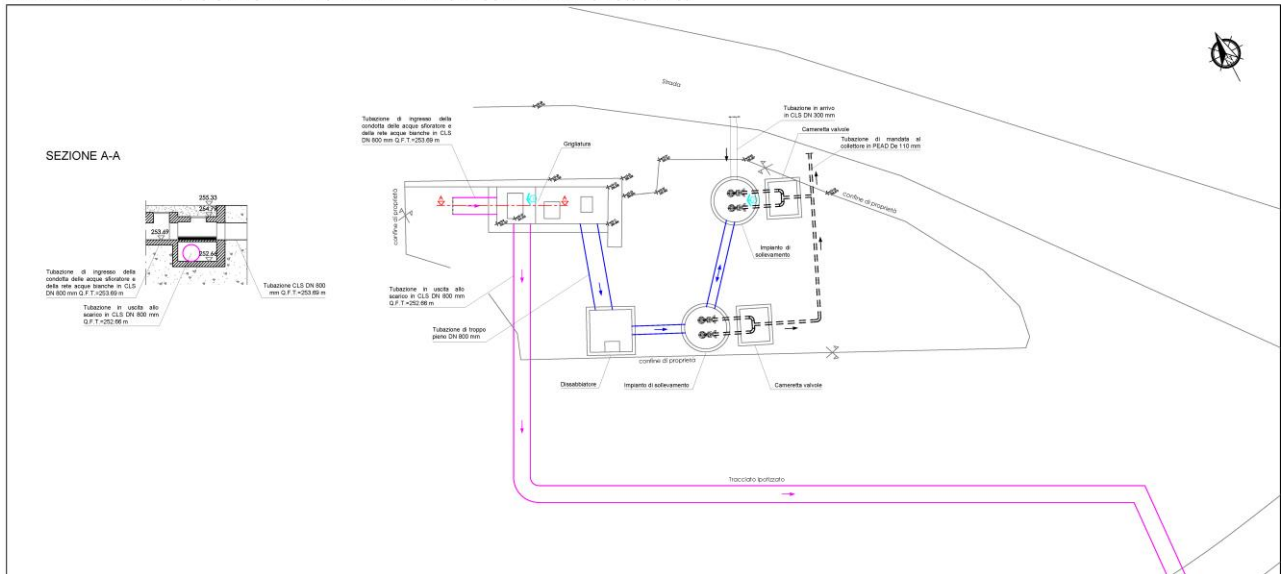 SEZIONE A-A
255.33
253.69
252.66
Tubazione di ingresso della
condotta delle acque sfioratore e
della rete acque bianche in CLS
DN 800 mm Q.F.T.=253.69 m
Tubazione in uscita allo
scarico in CLS DN 800 mm
Q.F.T.=252.66 m
Tubazione CLS DN 800
mm Q.F.T.=253.69 m
Tubazione di ingresso della
condotta delle acque sfioratore e
della rete acque bianche in CLS
DN 800 mm Q.F.T.=253.69 m
Grigliatura
Strada
Tubazione in arrivo
in CLS DN 300 mm
Cameretta valvole
Tubazione di mandata al
collettore in PEAD De 110 mm
confine di proprietà
confine di proprietà
Impianto di
sollevamento
Tubazione in uscita allo
scarico in CLS DN 800 mm
Q.F.T.=252.66 m
Tubazione di troppo
pieno DN 800 mm
confine di proprietà
Dissabbiatore
Impianto di sollevamento
Cameretta valvole
Tracciato ipotizzato